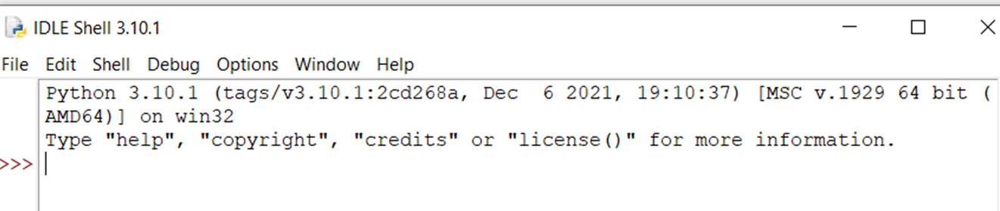 IDLE Shell 3.10.1
File Edit Shell Debug Options Window Help
Python 3.10.1 (tags/v3.10.1:2cd268a, Dec  6 2021, 19:10:37) [MSC v.1929 64 bit (
AMD64)] on win32
Type "help", "copyright", "credits" or "license()" for more information.
>>>